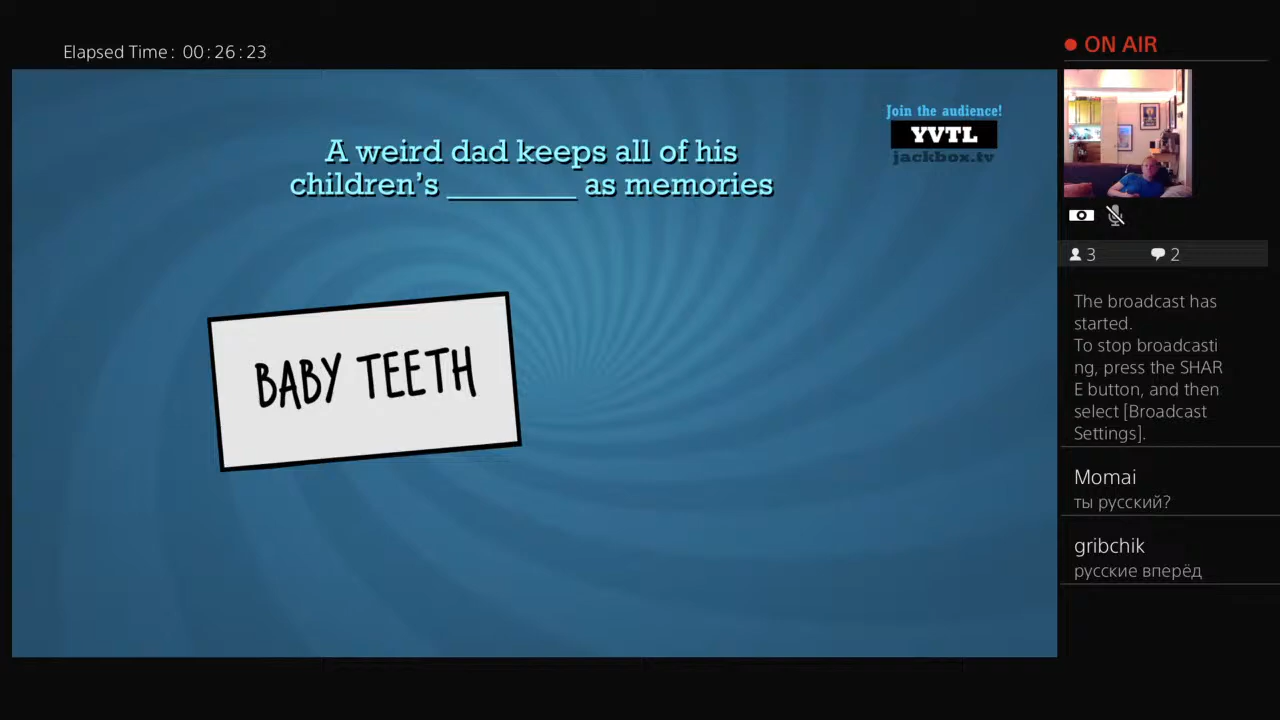 Elapsed Time: 00:26:23
ON AIR
Join the audience!
YVTL
jackbox.tv
A weird dad keeps all of his
children's ________ as memories
BABY TEETH
3
2
The broadcast has
started.
To stop broadcasti
ng, press the SHAR
E button, and then
select [Broadcast
Settings].
Momai
ты русский?
gribchik
русские вперёд